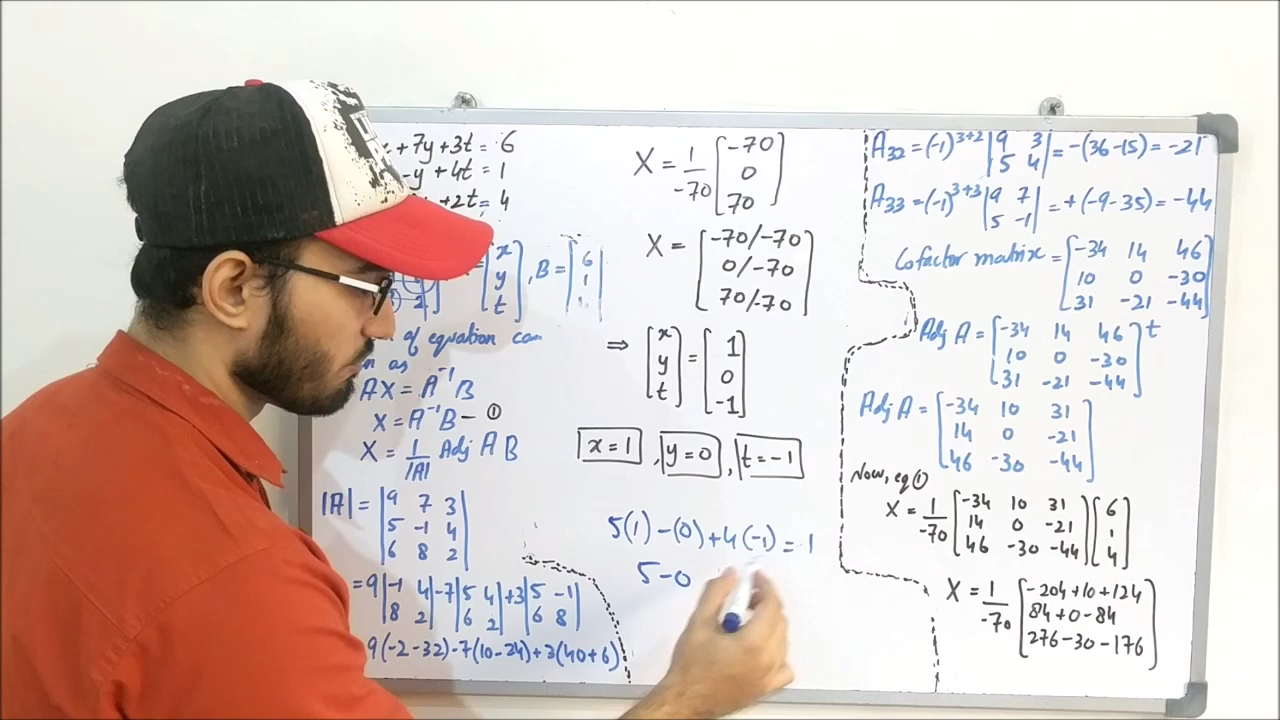 +7y+3t= 6
-y+4t= 1
y+2t= 4
[x y t], B = [6 1
of equation can
as
AX = A⁻¹B
X = A⁻¹B — ①
X = 1/|A| Adj A B
|A| = |9 7 3|
|5 -1 4|
|6 8 2|
=9|-1 4| -7|5 4| +3|5 -1|
|8 2| |6 2| |6 8|
9(-2-32)-7(10-24)+3(40+6)
X = 1/-70 [-70
0
70]
X = [-70/-70
0/-70
70/-70]
⇒ [x y t] = [1
0
-1]
x=1 , y=0 , t=-1
5(1) -(0)+4(-1) = 1
5-0
A32 = (-1)^3+2 |9 3| = -(36-15) = -21
|5 4|
A33 = (-1)^3+3 |9 7| = +(-9-35) = -44
|5 -1|
Cofactor matrix = [-34 14 46
10 0 -30
31 -21 -44]
Adj A = [-34 14 46
10 0 -30
31 -21 -44]^t
Adj A = [-34 10 31
14 0 -21
46 -30 -44]
Now, eq ①
X = 1/-70 [-34 10 31] [6
14 0 -21 1
46 -30 -44] 4]
X = 1/-70 [-204+10+124
84+0-84
276-30-176]